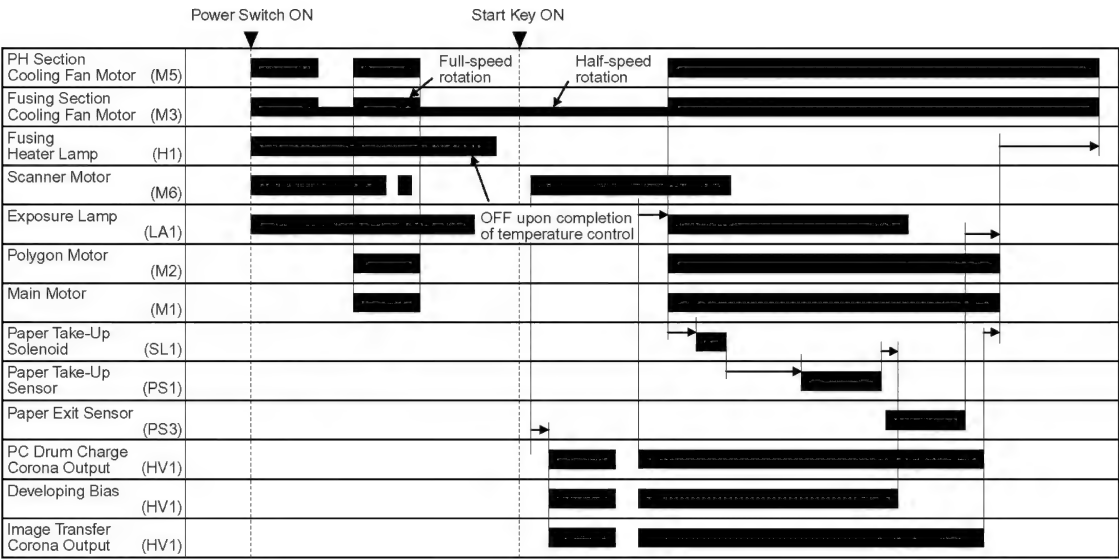 Power Switch ON
Start Key ON
PH Section
Cooling Fan Motor (M5)
Full-speed
rotation
Half-speed
rotation
Fusing Section
Cooling Fan Motor (M3)
Fusing
Heater Lamp (H1)
Scanner Motor
(M6)
OFF upon completion
of temperature control
Exposure Lamp
(LA1)
Polygon Motor
(M2)
Main Motor
(M1)
Paper Take-Up
Solenoid (SL1)
Paper Take-Up
Sensor (PS1)
Paper Exit Sensor
(PS3)
PC Drum Charge
Corona Output (HV1)
Developing Bias
(HV1)
Image Transfer
Corona Output (HV1)